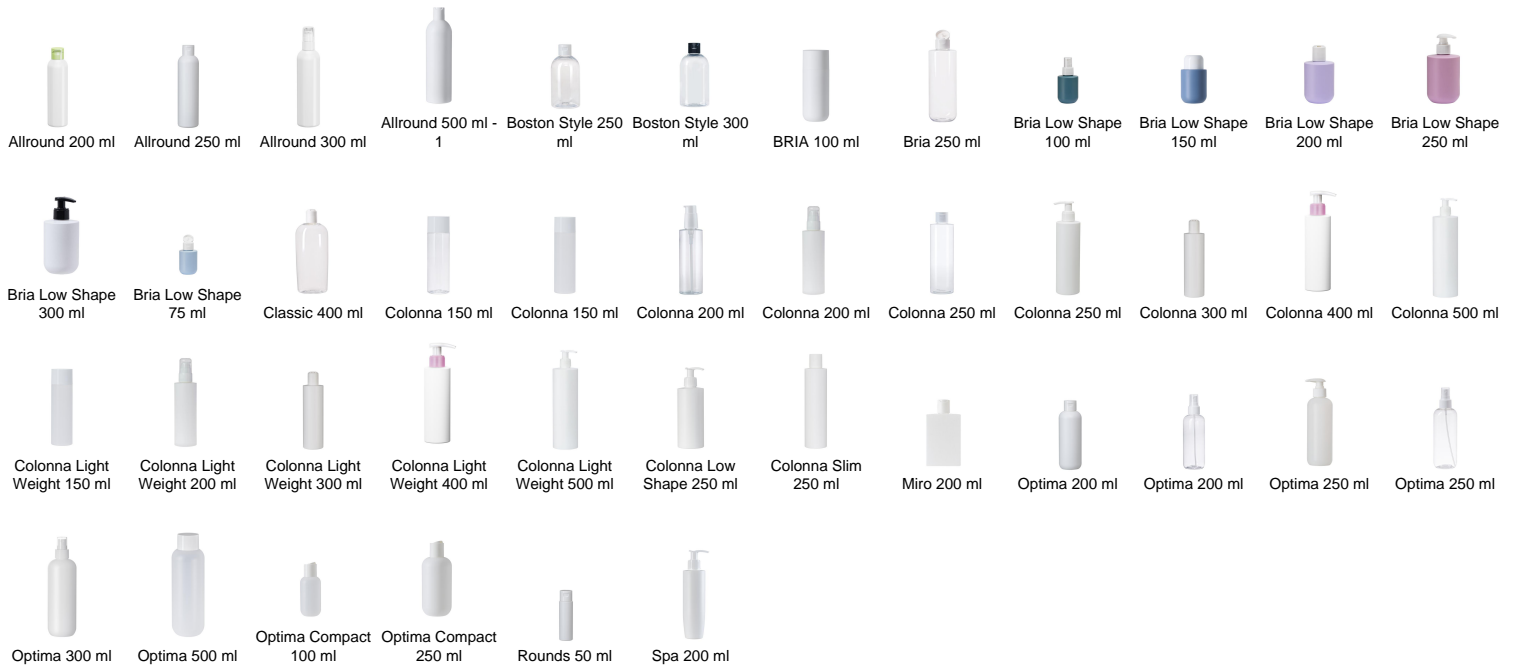 Allround 200 ml
Allround 250 ml
Allround 300 ml
Allround 500 ml -
1
Boston Style 250
ml
Boston Style 300
ml
BRIA 100 ml
Bria 250 ml
Bria Low Shape
100 ml
Bria Low Shape
150 ml
Bria Low Shape
200 ml
Bria Low Shape
250 ml
Bria Low Shape
300 ml
Bria Low Shape
75 ml
Classic 400 ml
Colonna 150 ml
Colonna 150 ml
Colonna 200 ml
Colonna 200 ml
Colonna 250 ml
Colonna 250 ml
Colonna 300 ml
Colonna 400 ml
Colonna 500 ml
Colonna Light
Weight 150 ml
Colonna Light
Weight 200 ml
Colonna Light
Weight 300 ml
Colonna Light
Weight 400 ml
Colonna Light
Weight 500 ml
Colonna Low
Shape 250 ml
Colonna Slim
250 ml
Miro 200 ml
Optima 200 ml
Optima 200 ml
Optima 250 ml
Optima 250 ml
Optima 300 ml
Optima 500 ml
Optima Compact
100 ml
Optima Compact
250 ml
Rounds 50 ml
Spa 200 ml